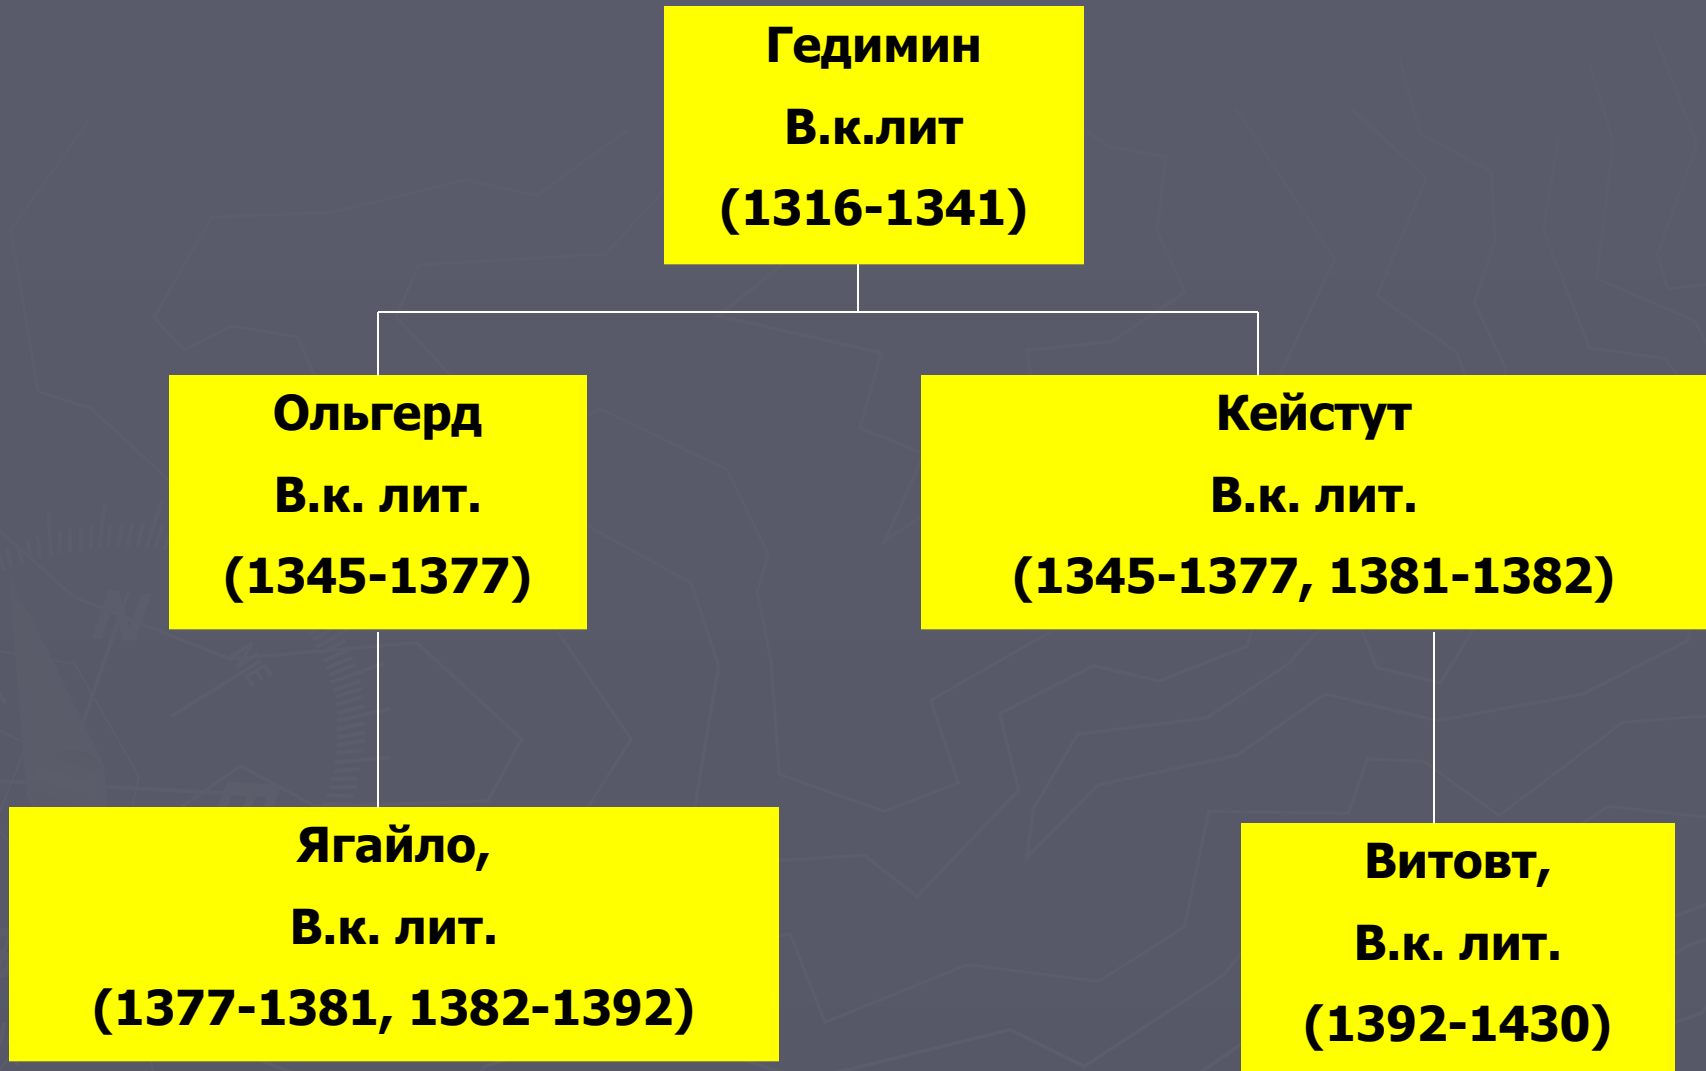 Гедимин
В.к.лит
(1316-1341)
Ольгерд
В.к. лит.
(1345-1377)
Кейстут
В.к. лит.
(1345-1377, 1381-1382)
Ягайло,
В.к. лит.
(1377-1381, 1382-1392)
Витовт,
В.к. лит.
(1392-1430)